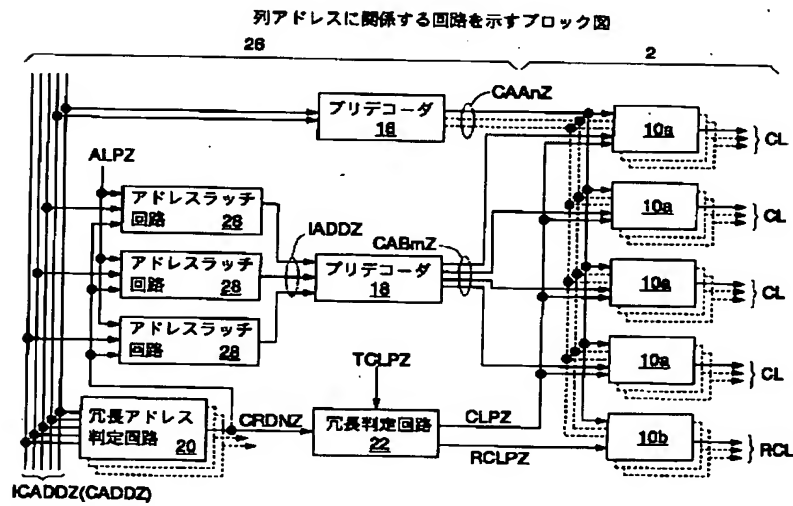 列アドレスに関係する回路を示すブロック図
26
2
プリデコーダ
18
CAAnZ
10a
CL
ALPZ
アドレスラッチ
回路
28
10a
CL
IADDZ
CABmZ
アドレスラッチ
回路
28
プリデコーダ
18
10a
CL
アドレスラッチ
回路
28
10a
CL
TCLPZ
冗長アドレス
判定回路
20
CRDNZ
冗長判定回路
22
CLPZ
RCLPZ
10b
RCL
ICADDZ(CADDZ)